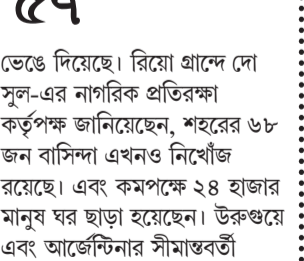 ৫৭
ভেঙে দিয়েছে। রিয়ো গ্রান্দে দো
সুল-এর নাগরিক প্রতিরক্ষা
কর্তৃপক্ষ জানিয়েছেন, শহরের ৬৮
জন বাসিন্দা এখনও নিখোঁজ
রয়েছে। এবং কমপক্ষে ২৪ হাজার
মানুষ ঘর ছাড়া হয়েছেন। উরুগুয়ে
এবং আর্জেন্টিনার সীমান্তবর্তী